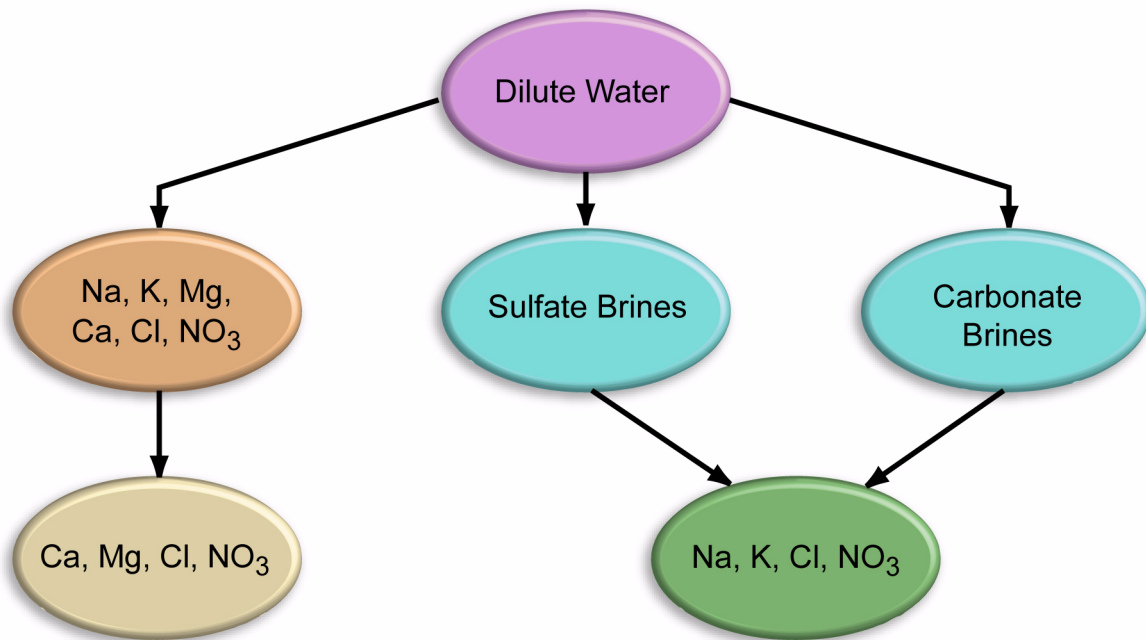 Dilute Water
Na, K, Mg,
Ca, Cl, NO₃
Sulfate Brines
Carbonate
Brines
Ca, Mg, Cl, NO₃
Na, K, Cl, NO₃